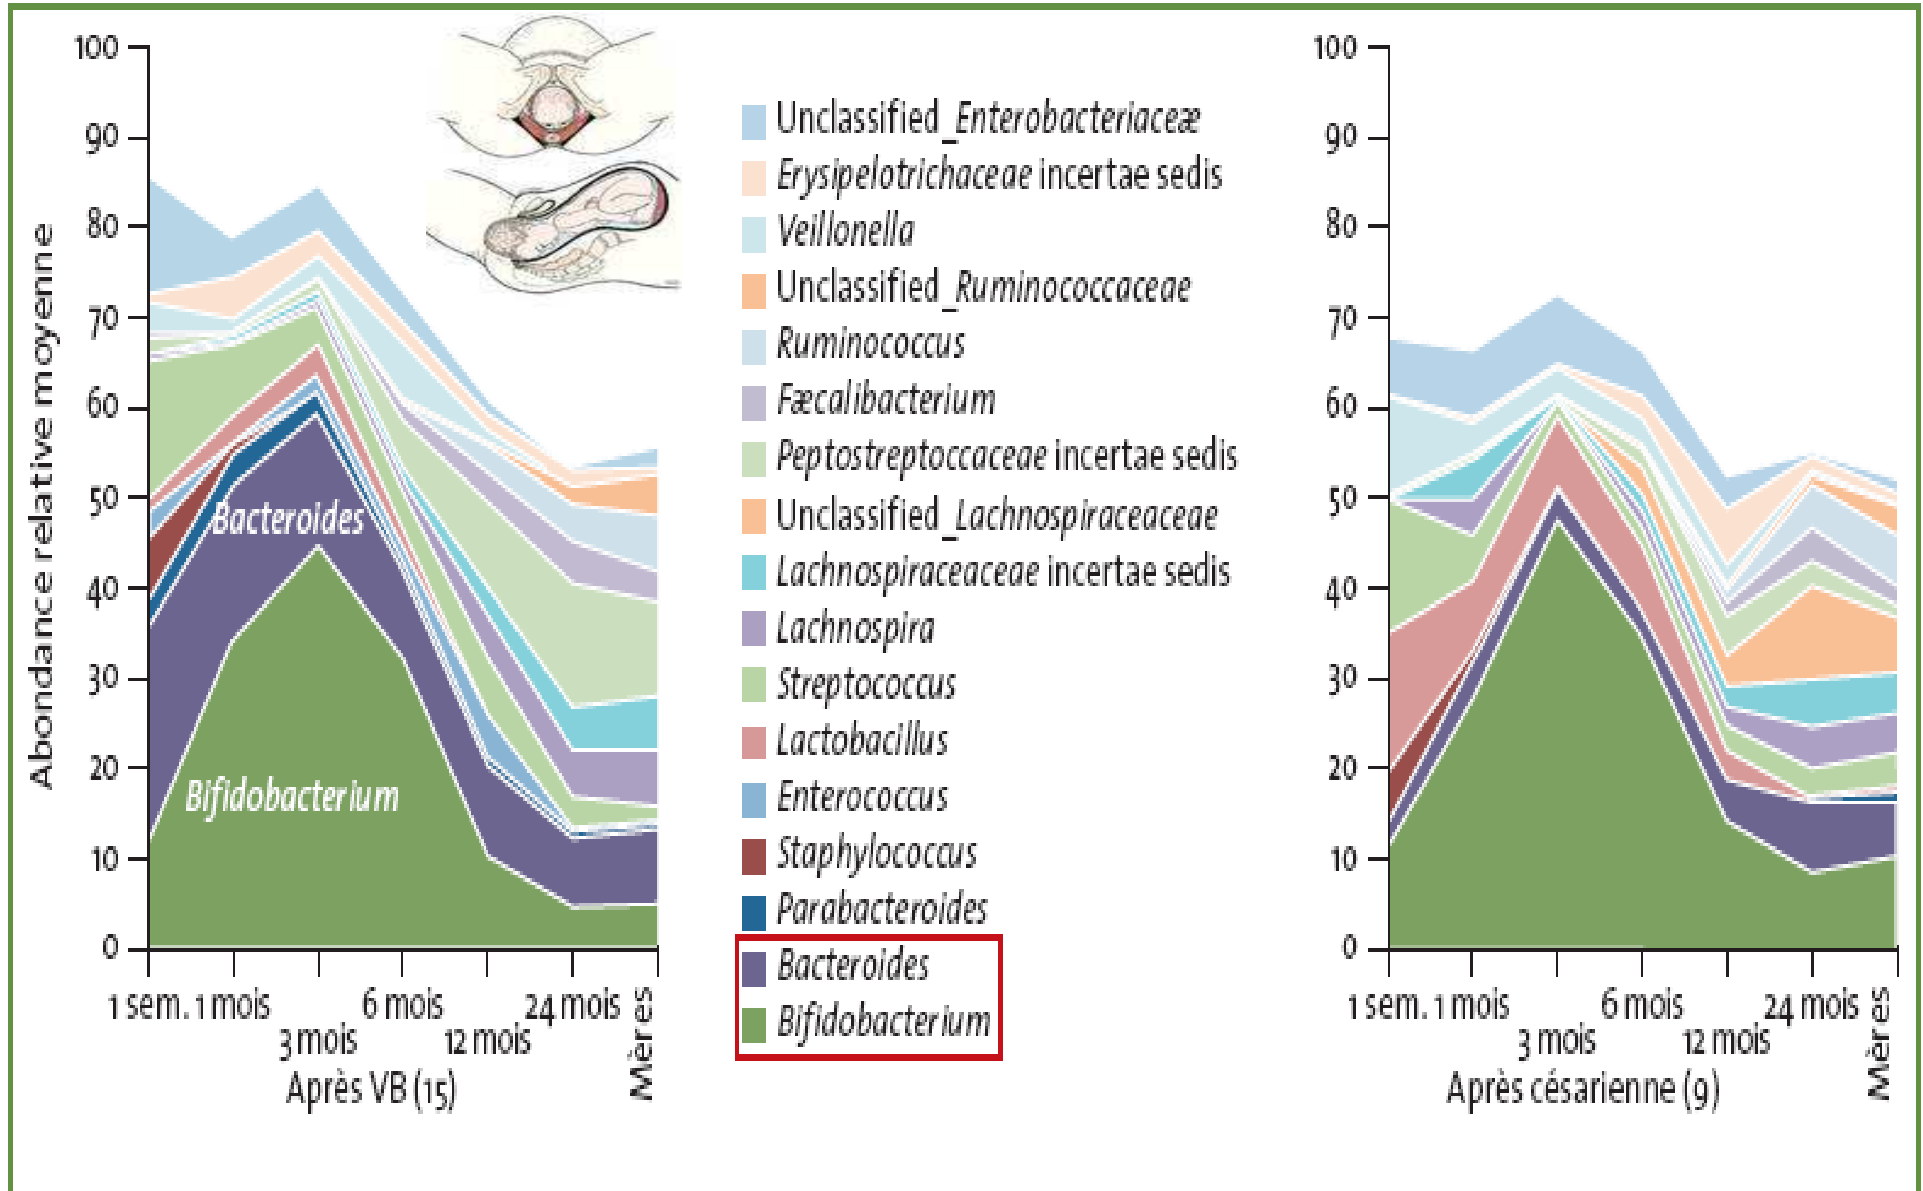 Abondance relative moyenne
100
90
80
70
60
50
40
30
20
10
0
Bacteroides
Bifidobacterium
1 sem. 1 mois
3 mois
6 mois
12 mois
24 mois
Mères
Après VB (15)
Unclassified_Enterobacteriaceæ
Erysipelotrichaceae incertae sedis
Veillonella
Unclassified_Ruminococcaceae
Ruminococcus
Fæcalibacterium
Peptostreptoccaceae incertae sedis
Unclassified_Lachnospiraceaceae
Lachnospiraceaceae incertae sedis
Lachnospira
Streptococcus
Lactobacillus
Enterococcus
Staphylococcus
Parabacteroides
Bacteroides
Bifidobacterium
100
90
80
70
60
50
40
30
20
10
0
1 sem. 1 mois
3 mois
6 mois
12 mois
24 mois
Mères
Après césarienne (9)